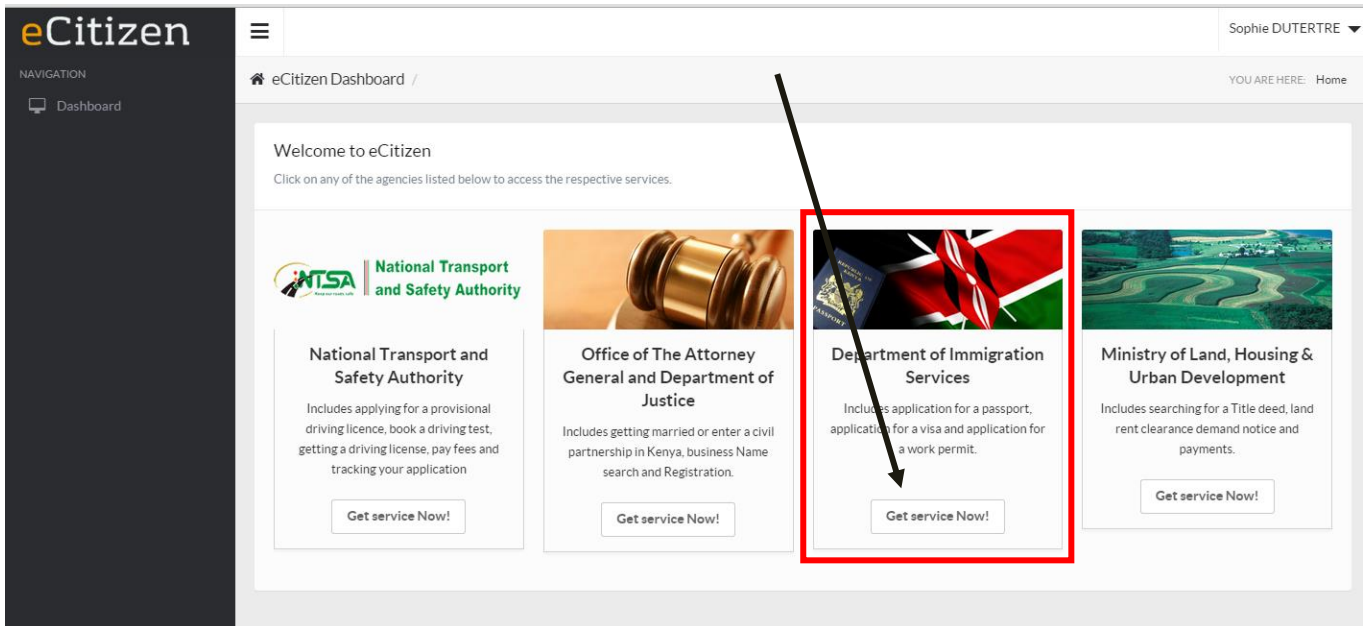 eCitizen
Sophie DUTERTRE
NAVIGATION
eCitizen Dashboard /
YOU ARE HERE: Home
Dashboard
Welcome to eCitizen
Click on any of the agencies listed below to access the respective services.
NTSA
National Transport
and Safety Authority
REPUBLIC OF
KENYA
PASSPORT
National Transport and
Safety Authority
Includes applying for a provisional
driving licence, book a driving test,
getting a driving license, pay fees and
tracking your application
Get service Now!
Office of The Attorney
General and Department of
Justice
Includes getting married or enter a civil
partnership in Kenya, business Name
search and Registration.
Get service Now!
Department of Immigration
Services
Includes application for a passport,
application for a visa and application for
a work permit.
Get service Now!
Ministry of Land, Housing &
Urban Development
Includes searching for a Title deed, land
rent clearance demand notice and
payments.
Get service Now!